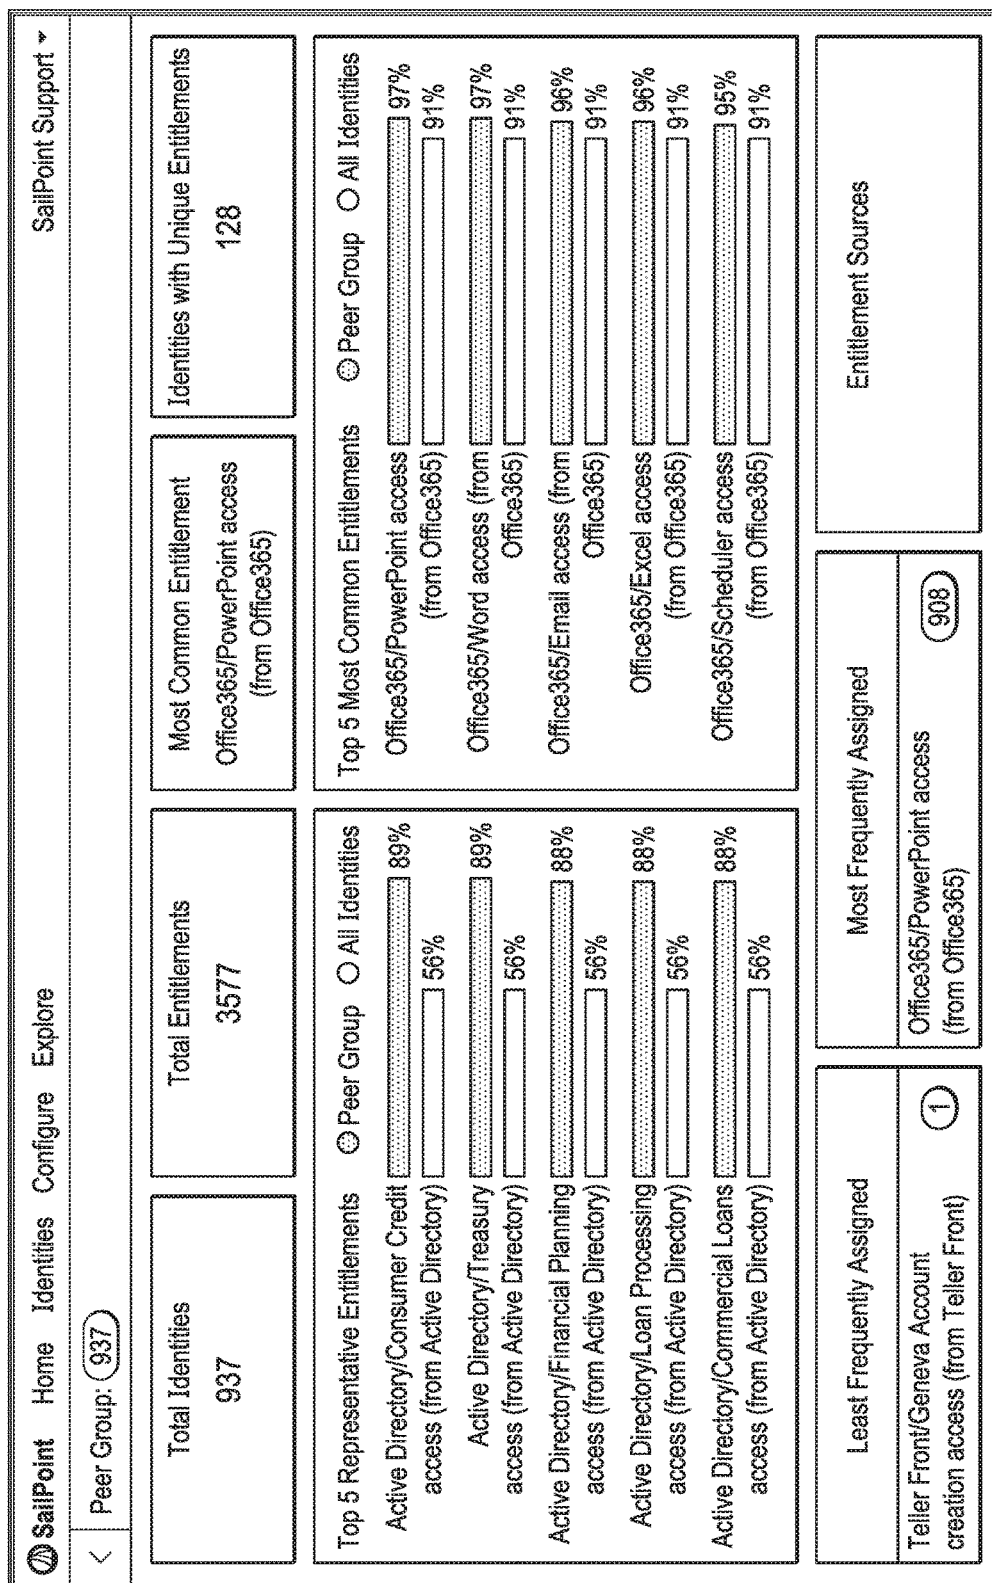 SailPoint Home Identities Configure Explore SailPoint Support
< Peer Group: 937
Total Identities
937
Total Entitlements
3577
Most Common Entitlement
Office365/PowerPoint access
(from Office365)
Identities with Unique Entitlements
128
Top 5 Representative Entitlements Peer Group All Identities
Active Directory/Consumer Credit 89%
access (from Active Directory) 56%
Active Directory/Treasury 89%
access (from Active Directory) 56%
Active Directory/Financial Planning 88%
access (from Active Directory) 56%
Active Directory/Loan Processing 88%
access (from Active Directory) 56%
Active Directory/Commercial Loans 88%
access (from Active Directory) 56%
Top 5 Most Common Entitlements Peer Group All Identities
Office365/PowerPoint access 97%
(from Office365) 91%
Office365/Word access (from 97%
Office365) 91%
Office365/Email access (from 96%
Office365) 91%
Office365/Excel access 96%
(from Office365) 91%
Office365/Scheduler access 95%
(from Office365) 91%
Least Frequently Assigned
Teller Front/Geneva Account
creation access (from Teller Front) 1
Most Frequently Assigned
Office365/PowerPoint access
(from Office365) 908
Entitlement Sources